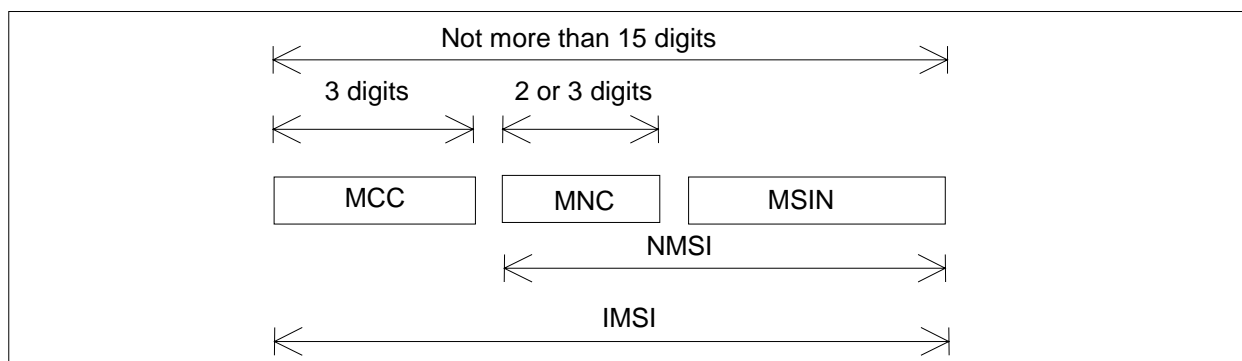 Not more than 15 digits
3 digits
2 or 3 digits
MCC
MNC
MSIN
NMSI
IMSI